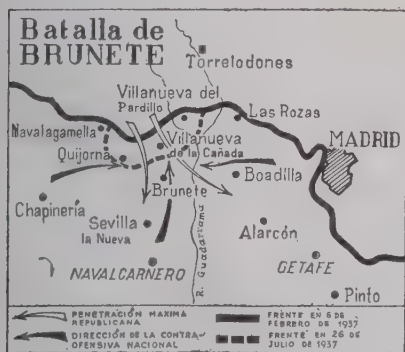 Batalla de
BRUNETE
Torrelodones
Villanueva del
Pardillo
Las Rozas
Navalagamella
Villanueva
de la Cañada
MADRID
Quijorna
Brunete
Boadilla
Chapinería
Sevilla
la Nueva
R. Guadarrama
Alarcón
NAVALCARNERO
GETAFE
Pinto
PENETRACIÓN MAXIMA
REPUBLICANA
DIRECCIÓN DE LA CONTRA-
OFENSIVA NACIONAL
FRENTE EN 6 DE
FEBRERO DE 1937
FRENTE EN 26 DE
JULIO DE 1937